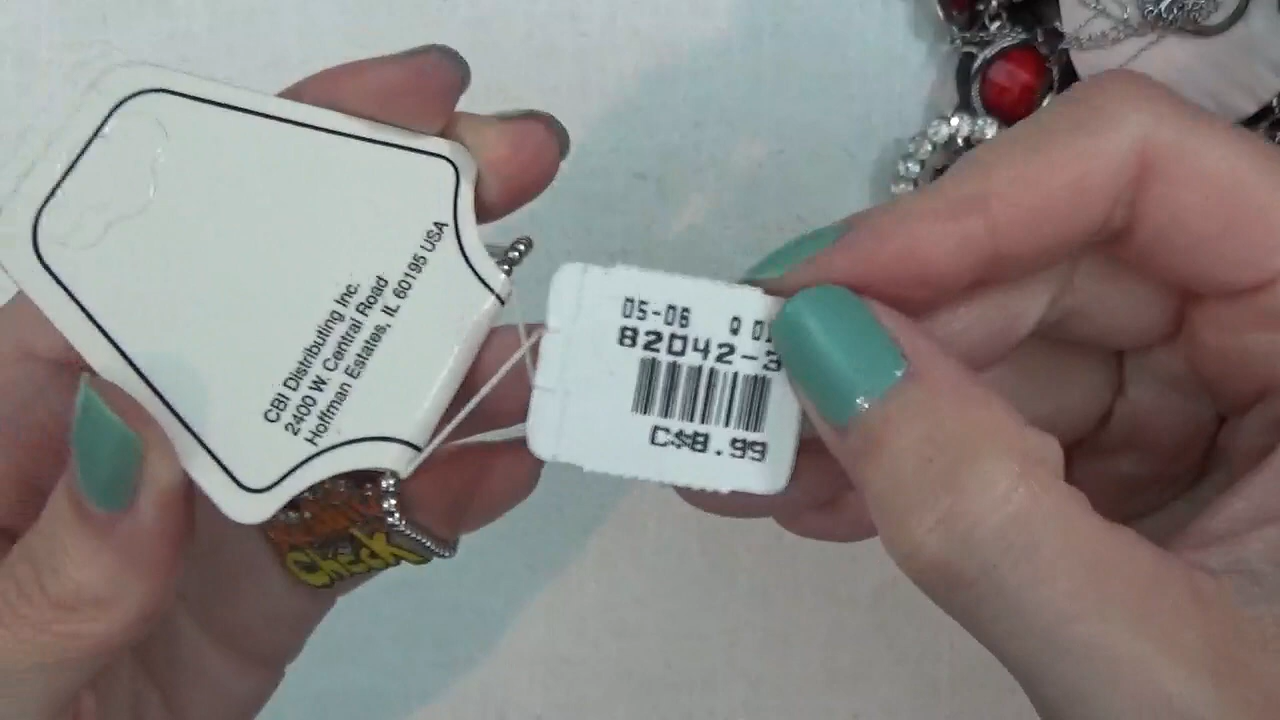 CBI Distributing Inc.
2400 W. Central Road
Hoffman Estates, IL 60195 USA
05-06 Q
82042-3
C$8.99
Check